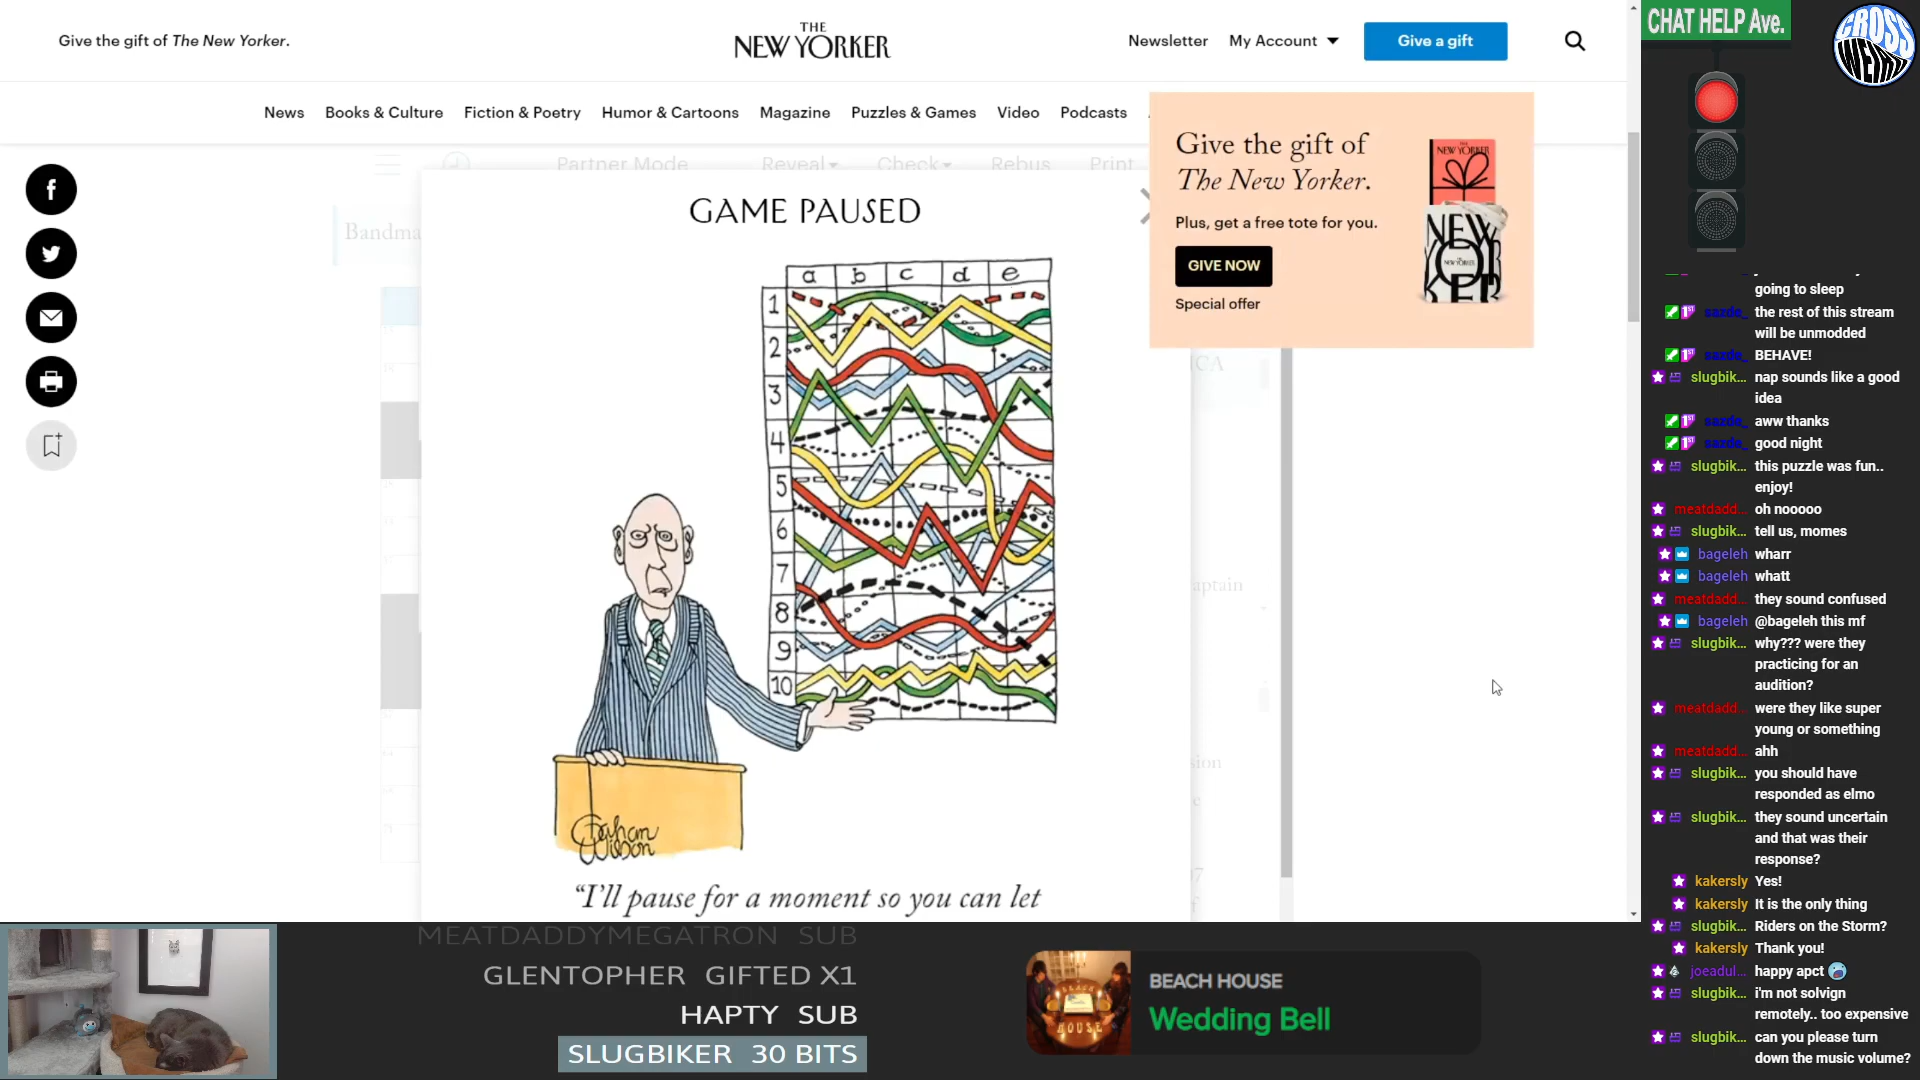 Give the gift of The New Yorker.
THE
NEW YORKER
Newsletter
My Account
Give a gift
News
Books & Culture
Fiction & Poetry
Humor & Cartoons
Magazine
Puzzles & Games
Video
Podcasts
Partner Mode
Reveal
Check
Rebus
Print
Give the gift of
The New Yorker.
Plus, get a free tote for you.
GIVE NOW
Special offer
GAME PAUSED
a b c d e
1
2
3
4
5
6
7
8
9
10
Gahan
Wilson
"I'll pause for a moment so you can let
CHAT HELP Ave.
CROSS
WEIRD
going to sleep
the rest of this stream
will be unmodded
BEHAVE!
slugbik... nap sounds like a good
idea
aww thanks
good night
slugbik... this puzzle was fun..
enjoy!
meatdadd... oh nooooo
slugbik... tell us, momes
bageleh wharr
bageleh whatt
meatdadd... they sound confused
bageleh @bageleh this mf
slugbik... why??? were they
practicing for an
audition?
meatdadd... were they like super
young or something
meatdadd... ahh
slugbik... you should have
responded as elmo
slugbik... they sound uncertain
and that was their
response?
kakersly Yes!
kakersly It is the only thing
slugbik... Riders on the Storm?
kakersly Thank you!
joeadul... happy apct
slugbik... i'm not solvign
remotely.. too expensive
slugbik... can you please turn
down the music volume?
MEATDADDYMEGATRON SUB
GLENTOPHER GIFTED X1
HAPTY SUB
SLUGBIKER 30 BITS
BEACH HOUSE
Wedding Bell